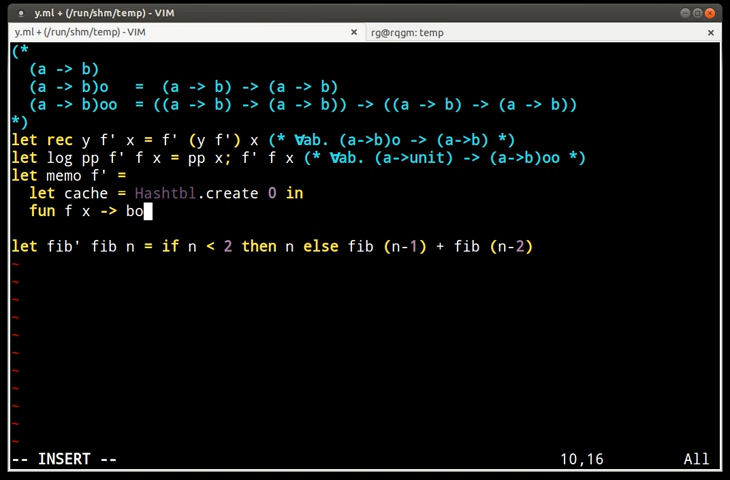 y.ml + (/run/shm/temp) - VIM
y.ml + (/run/shm/temp) - VIM
rg@rqgm: temp
(*
(a -> b)
(a -> b)o = (a -> b) -> (a -> b)
(a -> b)oo = ((a -> b) -> (a -> b)) -> ((a -> b) -> (a -> b))
*)
let rec y f' x = f' (y f') x (* ∀ab. (a->b)o -> (a->b) *)
let log pp f' f x = pp x; f' f x (* ∀ab. (a->unit) -> (a->b)oo *)
let memo f' =
let cache = Hashtbl.create 0 in
fun f x -> bo
let fib' fib n = if n < 2 then n else fib (n-1) + fib (n-2)
~
~
~
~
~
~
~
~
~
~
~
-- INSERT -- 10,16 All